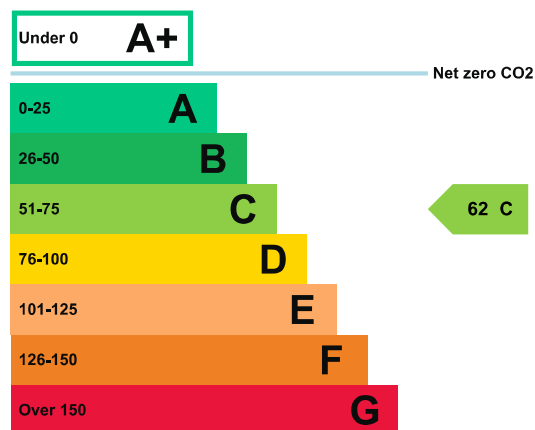 Under 0 A+
Net zero CO2
0-25 A
26-50 B
51-75 C
62 C
76-100 D
101-125 E
126-150 F
Over 150 G